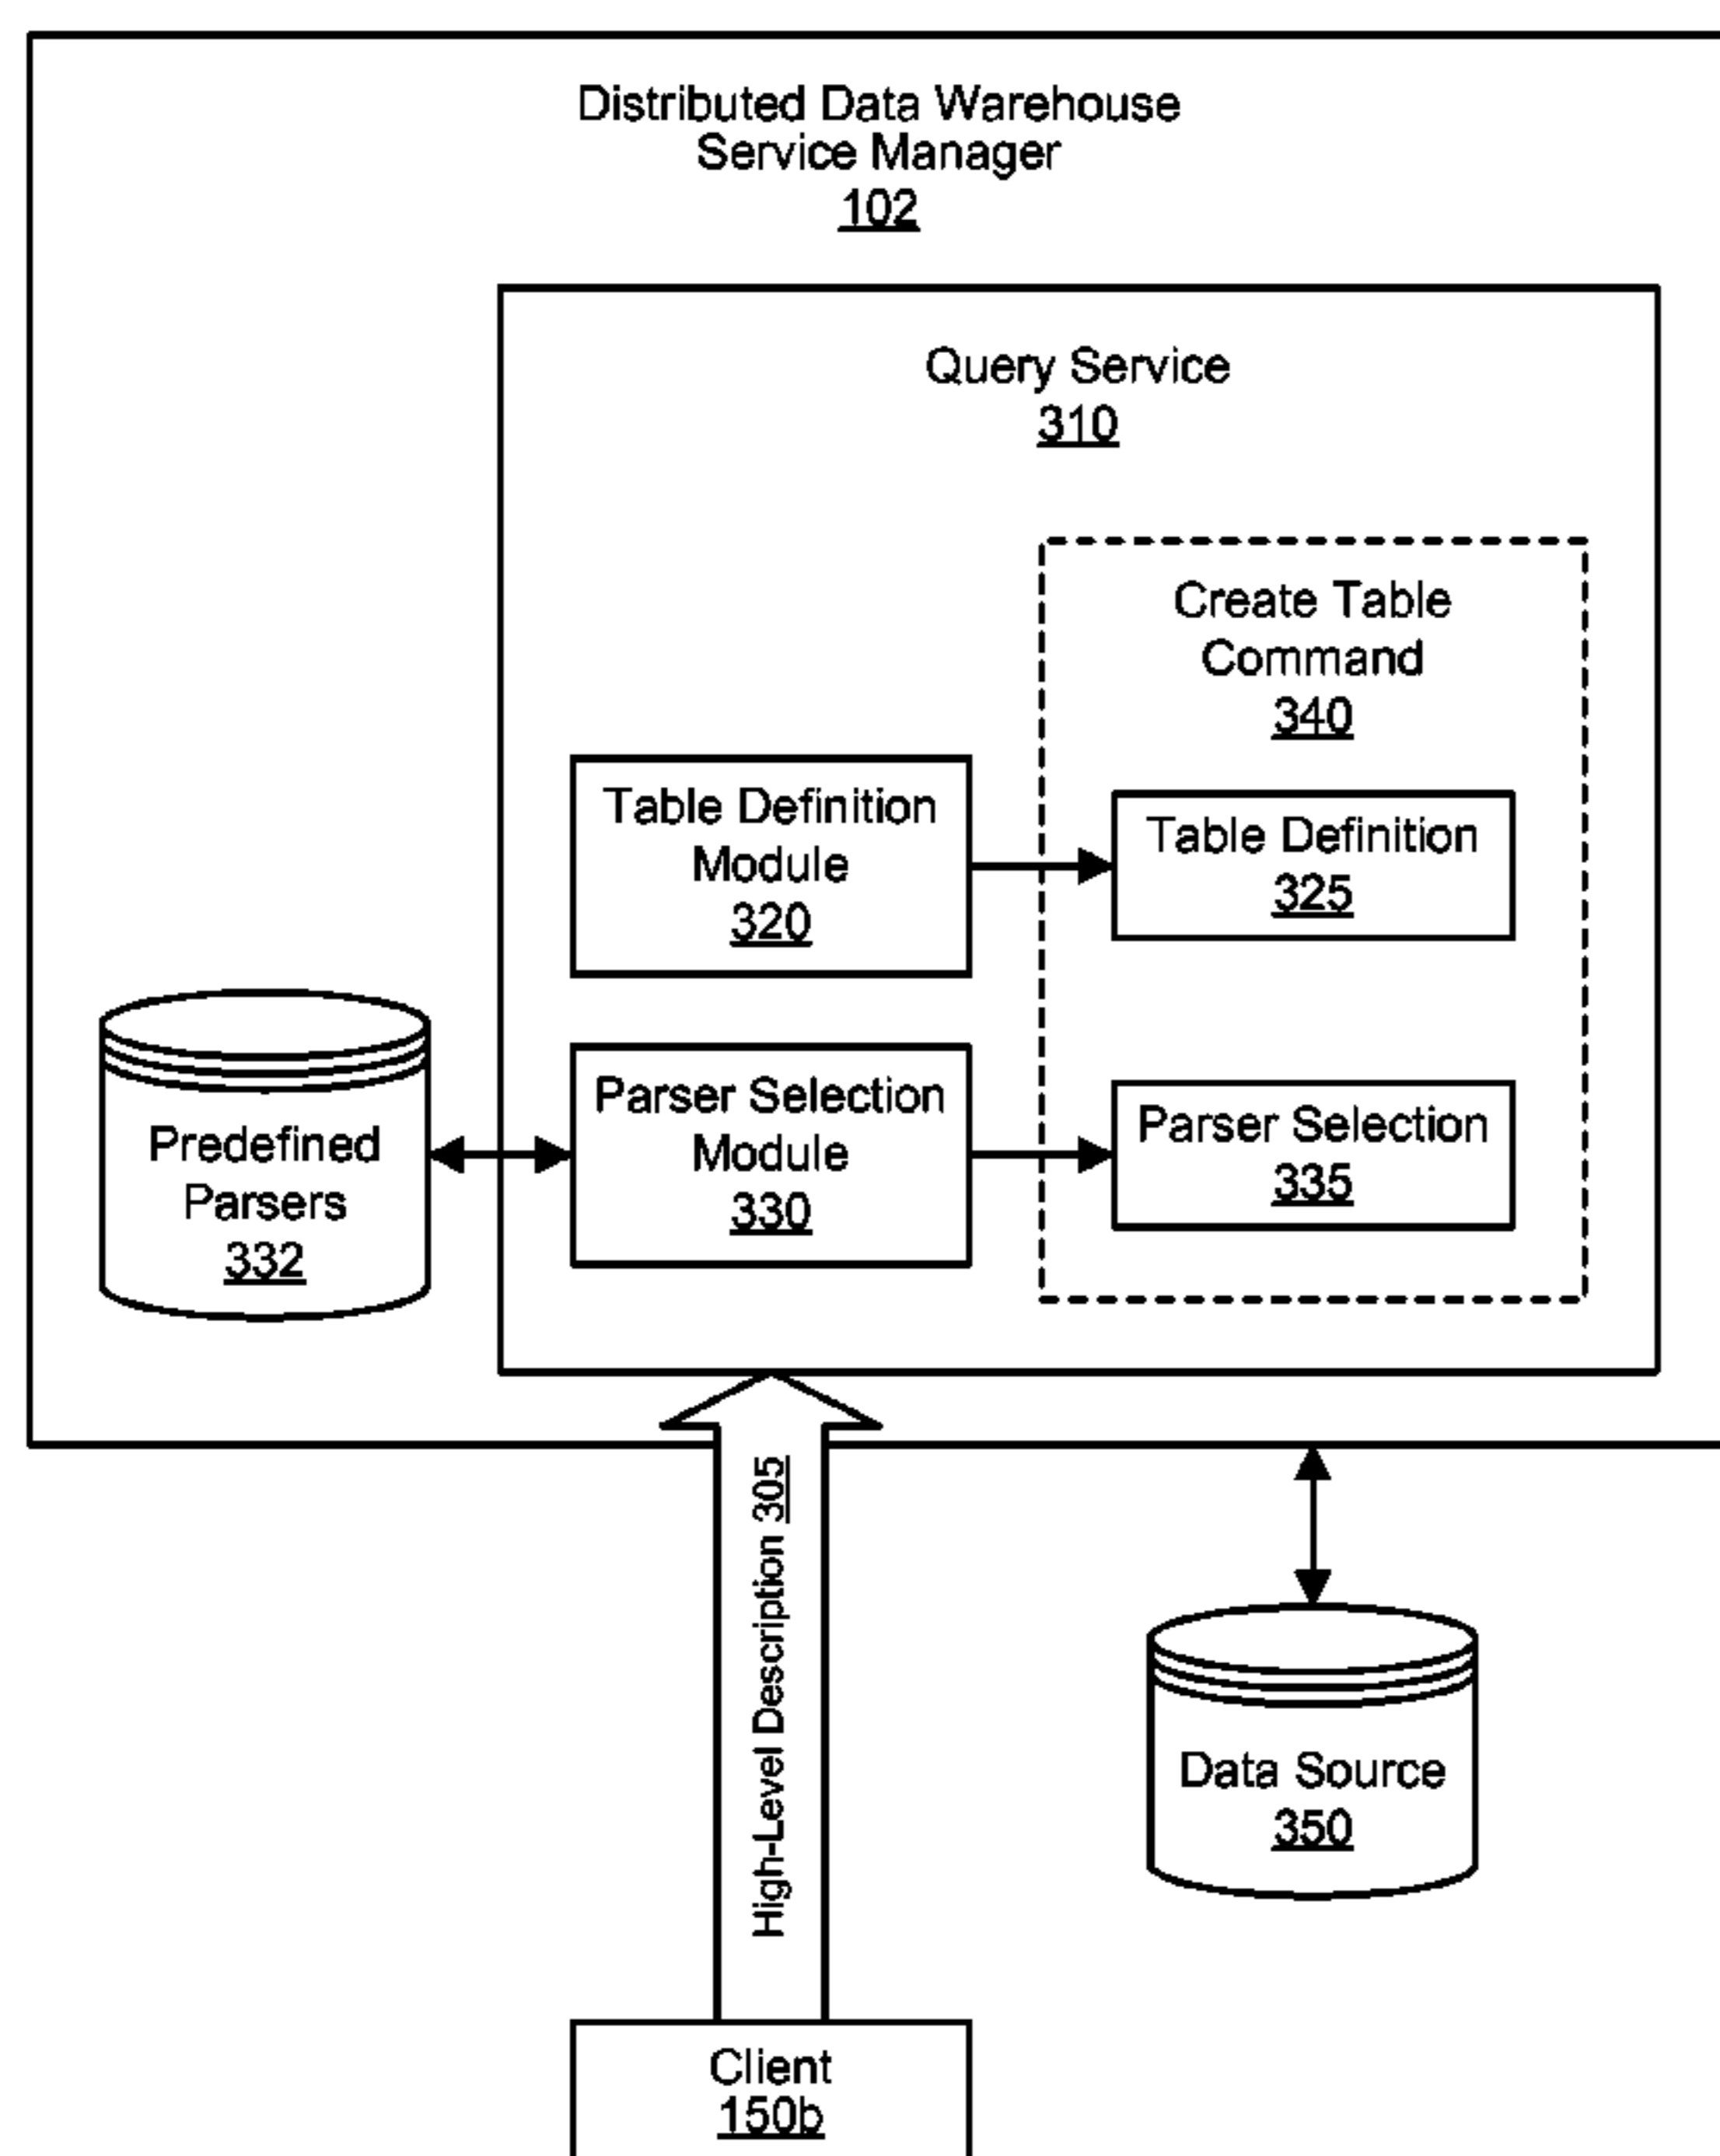 Distributed Data Warehouse
Service Manager
102
Query Service
310
Create Table
Command
340
Table Definition
Module
320
Table Definition
325
Predefined
Parsers
332
Parser Selection
Module
330
Parser Selection
335
High-Level Description 305
Data Source
350
Client
150b